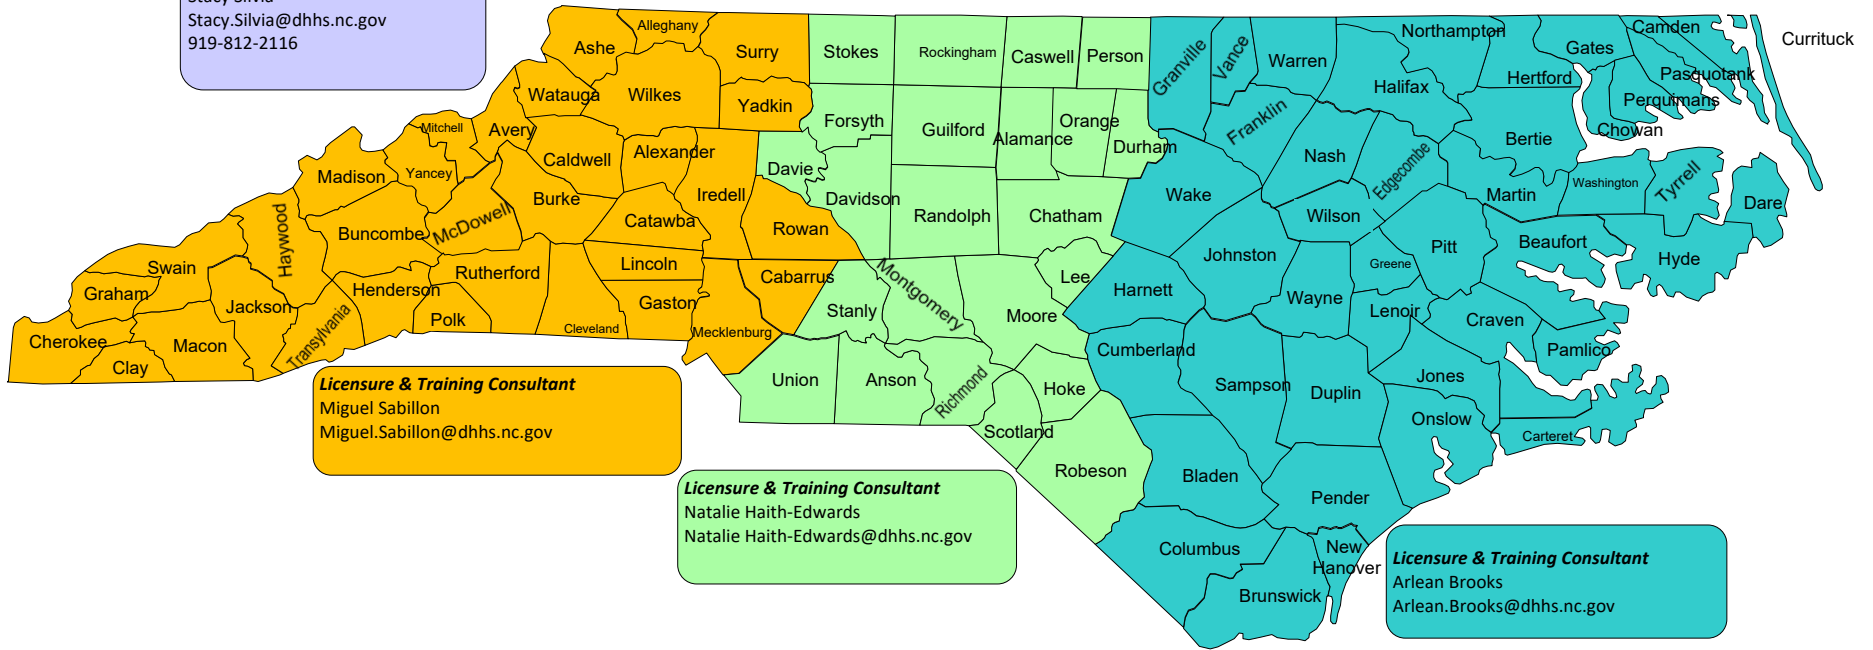 Stacy Silvia
Stacy.Silvia@dhhs.nc.gov
919-812-2116
Alleghany
Ashe
Surry
Stokes
Rockingham
Caswell
Person
Granville
Vance
Warren
Northampton
Halifax
Hertford
Gates
Camden
Currituck
Pasquotank
Perquimans
Chowan
Bertie
Watauga
Wilkes
Yadkin
Forsyth
Guilford
Alamance
Orange
Durham
Franklin
Nash
Edgecombe
Martin
Washington
Tyrrell
Dare
Mitchell
Avery
Caldwell
Alexander
Iredell
Davie
Davidson
Randolph
Chatham
Wake
Wilson
Madison
Yancey
McDowell
Burke
Catawba
Rowan
Johnston
Greene
Pitt
Beaufort
Hyde
Haywood
Buncombe
Swain
Graham
Jackson
Transylvania
Henderson
Rutherford
Polk
Cleveland
Lincoln
Gaston
Cabarrus
Mecklenburg
Stanly
Montgomery
Moore
Lee
Harnett
Wayne
Lenoir
Craven
Pamlico
Cherokee
Clay
Macon
Union
Anson
Richmond
Hoke
Scotland
Robeson
Cumberland
Sampson
Duplin
Jones
Onslow
Carteret
Bladen
Pender
Columbus
New
Hanover
Brunswick
Licensure & Training Consultant
Miguel Sabillon
Miguel.Sabillon@dhhs.nc.gov
Licensure & Training Consultant
Natalie Haith-Edwards
Natalie Haith-Edwards@dhhs.nc.gov
Licensure & Training Consultant
Arlean Brooks
Arlean.Brooks@dhhs.nc.gov